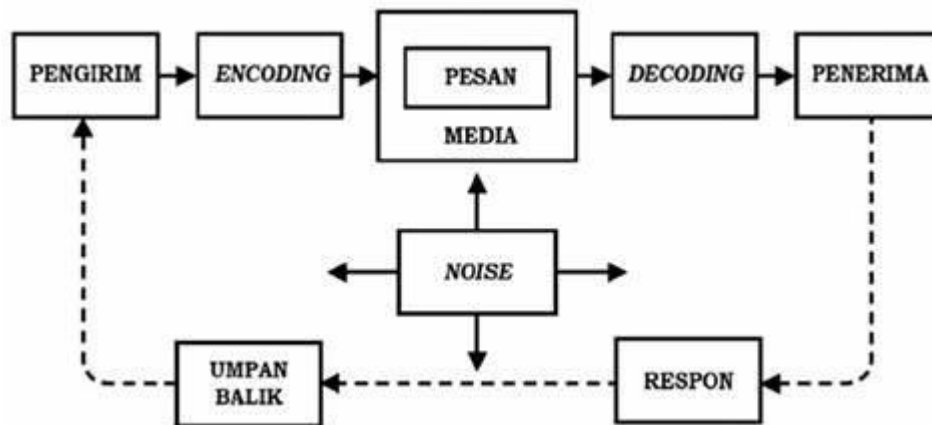 PENGIRIM
ENCODING
PESAN
MEDIA
DECODING
PENERIMA
NOISE
UMPAN
BALIK
RESPON